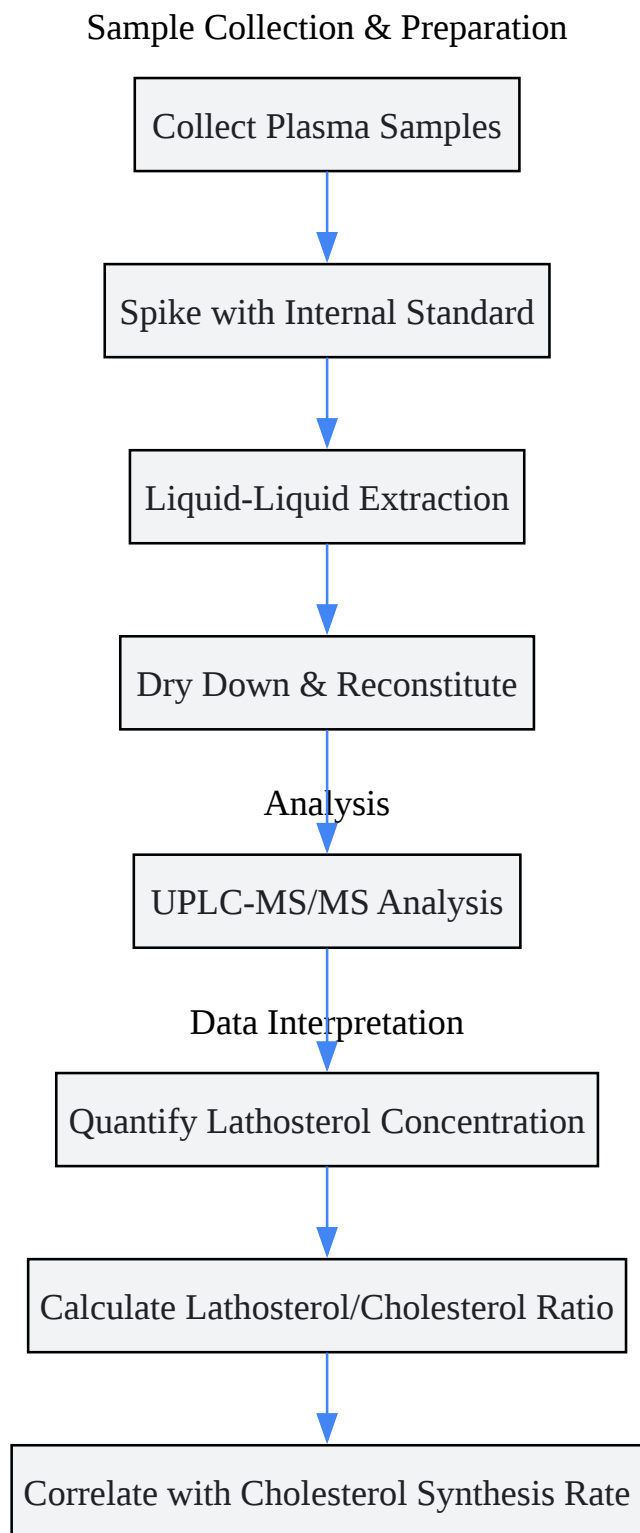 Sample Collection & Preparation
Collect Plasma Samples
Spike with Internal Standard
Liquid-Liquid Extraction
Dry Down & Reconstitute
Analysis
UPLC-MS/MS Analysis
Data Interpretation
Quantify Lathosterol Concentration
Calculate Lathosterol/Cholesterol Ratio
Correlate with Cholesterol Synthesis Rate